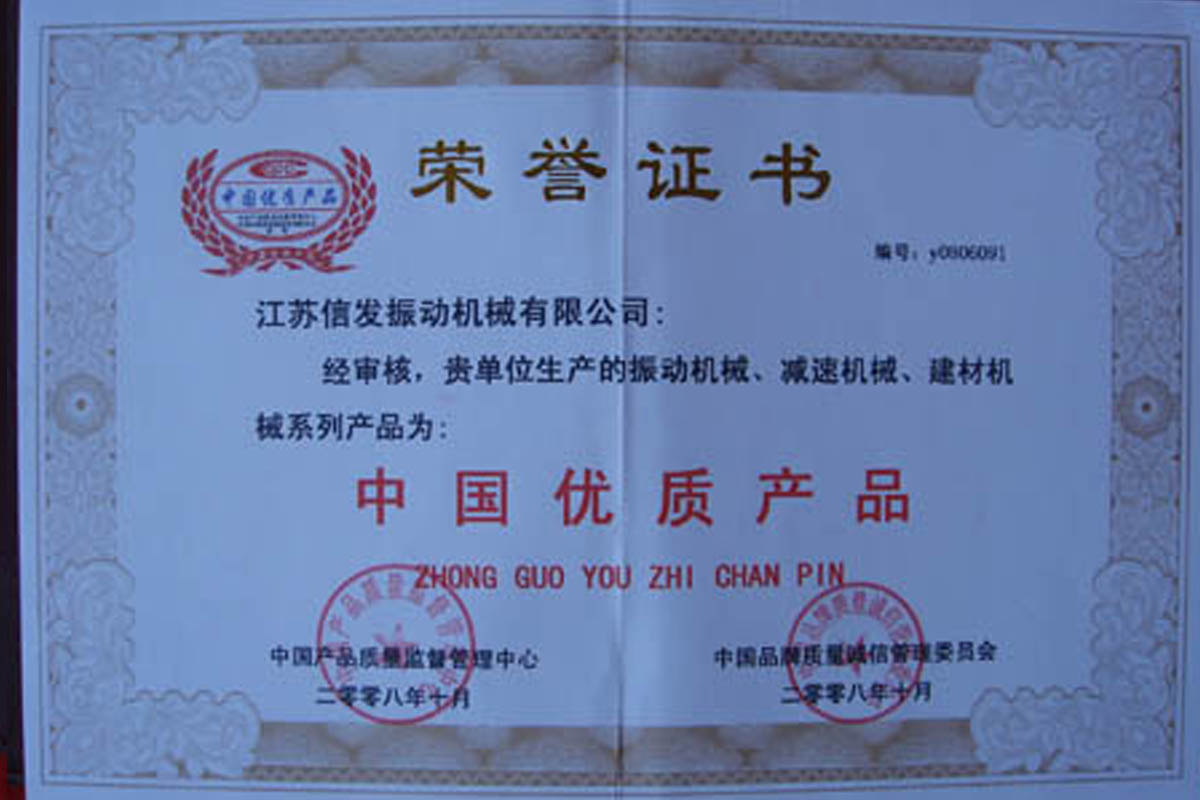 荣誉证书
中国优质产品
编号：y0806091
江苏信发振动机械有限公司：
经审核，贵单位生产的振动机械、减速机械、建材机
械系列产品为：
中国优质产品
ZHONG GUO YOU ZHI CHAN PIN
中国产品质量监督管理中心
二零零八年十月
中国品牌质量诚信管理委员会
二零零八年十月